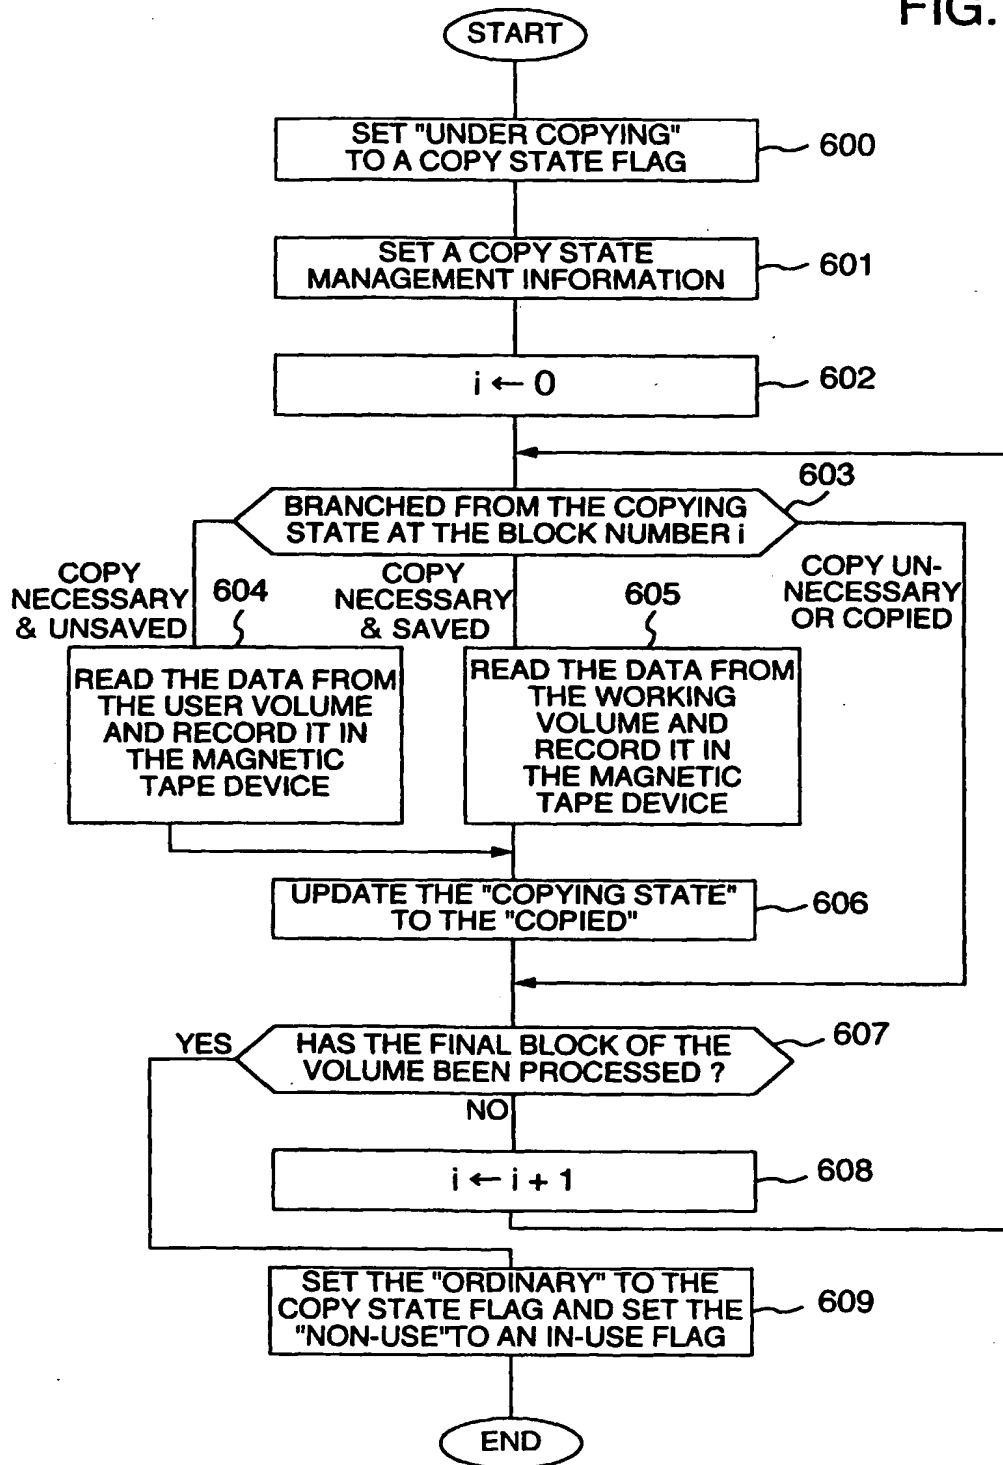 FIG.
START
SET "UNDER COPYING"
TO A COPY STATE FLAG
600
SET A COPY STATE
MANAGEMENT INFORMATION
601
i ← 0
602
603
BRANCHED FROM THE COPYING
STATE AT THE BLOCK NUMBER i
COPY
NECESSARY
& UNSAVED
604
COPY
NECESSARY
& SAVED
605
COPY UN-
NECESSARY
OR COPIED
READ THE DATA FROM
THE USER VOLUME
AND RECORD IT IN
THE MAGNETIC
TAPE DEVICE
READ THE DATA FROM
THE WORKING
VOLUME AND
RECORD IT IN
THE MAGNETIC
TAPE DEVICE
UPDATE THE "COPYING STATE"
TO THE "COPIED"
606
YES
HAS THE FINAL BLOCK OF THE
VOLUME BEEN PROCESSED ?
607
NO
i ← i + 1
608
SET THE "ORDINARY" TO THE
COPY STATE FLAG AND SET THE
"NON-USE"TO AN IN-USE FLAG
609
END